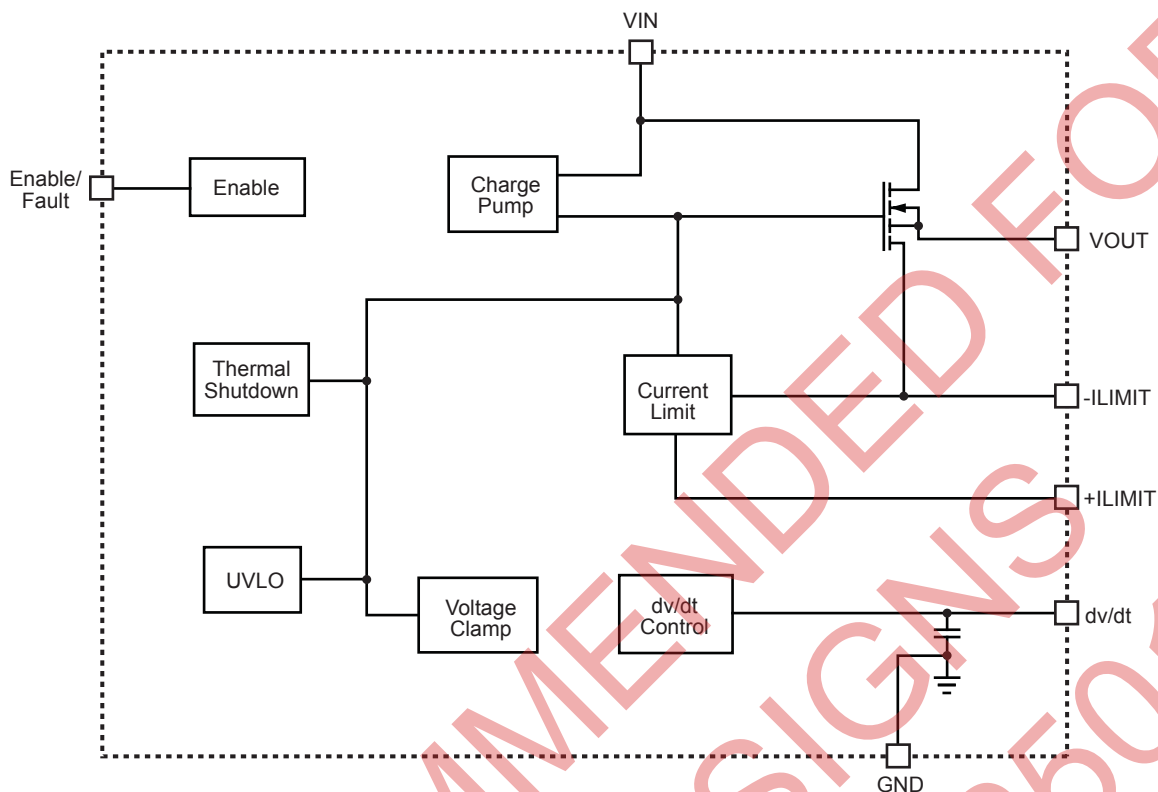 VIN
Enable/
Fault
Enable
Charge
Pump
VOUT
Thermal
Shutdown
Current
Limit
-ILIMIT
+ILIMIT
UVLO
Voltage
Clamp
dv/dt
Control
dv/dt
GND
SIGNS